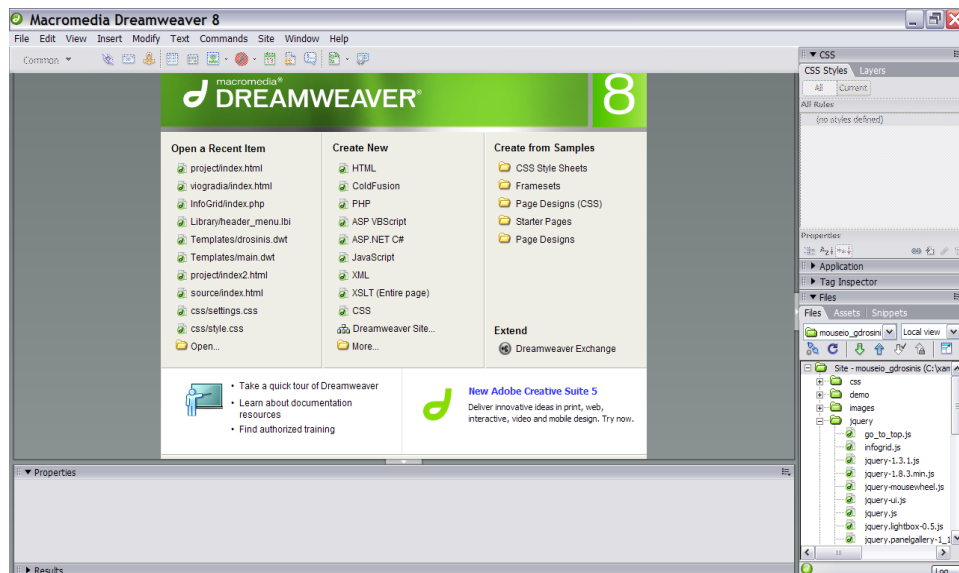 Macromedia Dreamweaver 8
File Edit View Insert Modify Text Commands Site Window Help
Common
macromedia®
DREAMWEAVER® 8
Open a Recent Item
project/index.html
viogradia/index.html
InfoGrid/index.php
Library/header_menu.lbi
Templates/drosinis.dwt
Templates/main.dwt
project/index2.html
source/index.html
css/settings.css
css/style.css
Open...
Create New
HTML
ColdFusion
PHP
ASP VBScript
ASP.NET C#
JavaScript
XML
XSLT (Entire page)
CSS
Dreamweaver Site...
More...
Create from Samples
CSS Style Sheets
Framesets
Page Designs (CSS)
Starter Pages
Page Designs
Extend
Dreamweaver Exchange
• Take a quick tour of Dreamweaver
• Learn about documentation
resources
• Find authorized training
New Adobe Creative Suite 5
Deliver innovative ideas in print, web,
interactive, video and mobile design. Try now.
Properties
Results
CSS
CSS Styles Layers
All Current
All Rules
(no styles defined)
Properties
Application
Tag Inspector
Files
Files Assets Snippets
mouseio_gdrosini Local view
Site - mouseio_gdrosinis (C:\xam
css
demo
images
jquery
go_to_top.js
infogrid.js
jquery-1.3.1.js
jquery-1.8.3.min.js
jquery-mousewheel.js
jquery-ui.js
jquery.js
jquery.lightbox-0.5.js
jquery.panelgallery-1_1
Log...